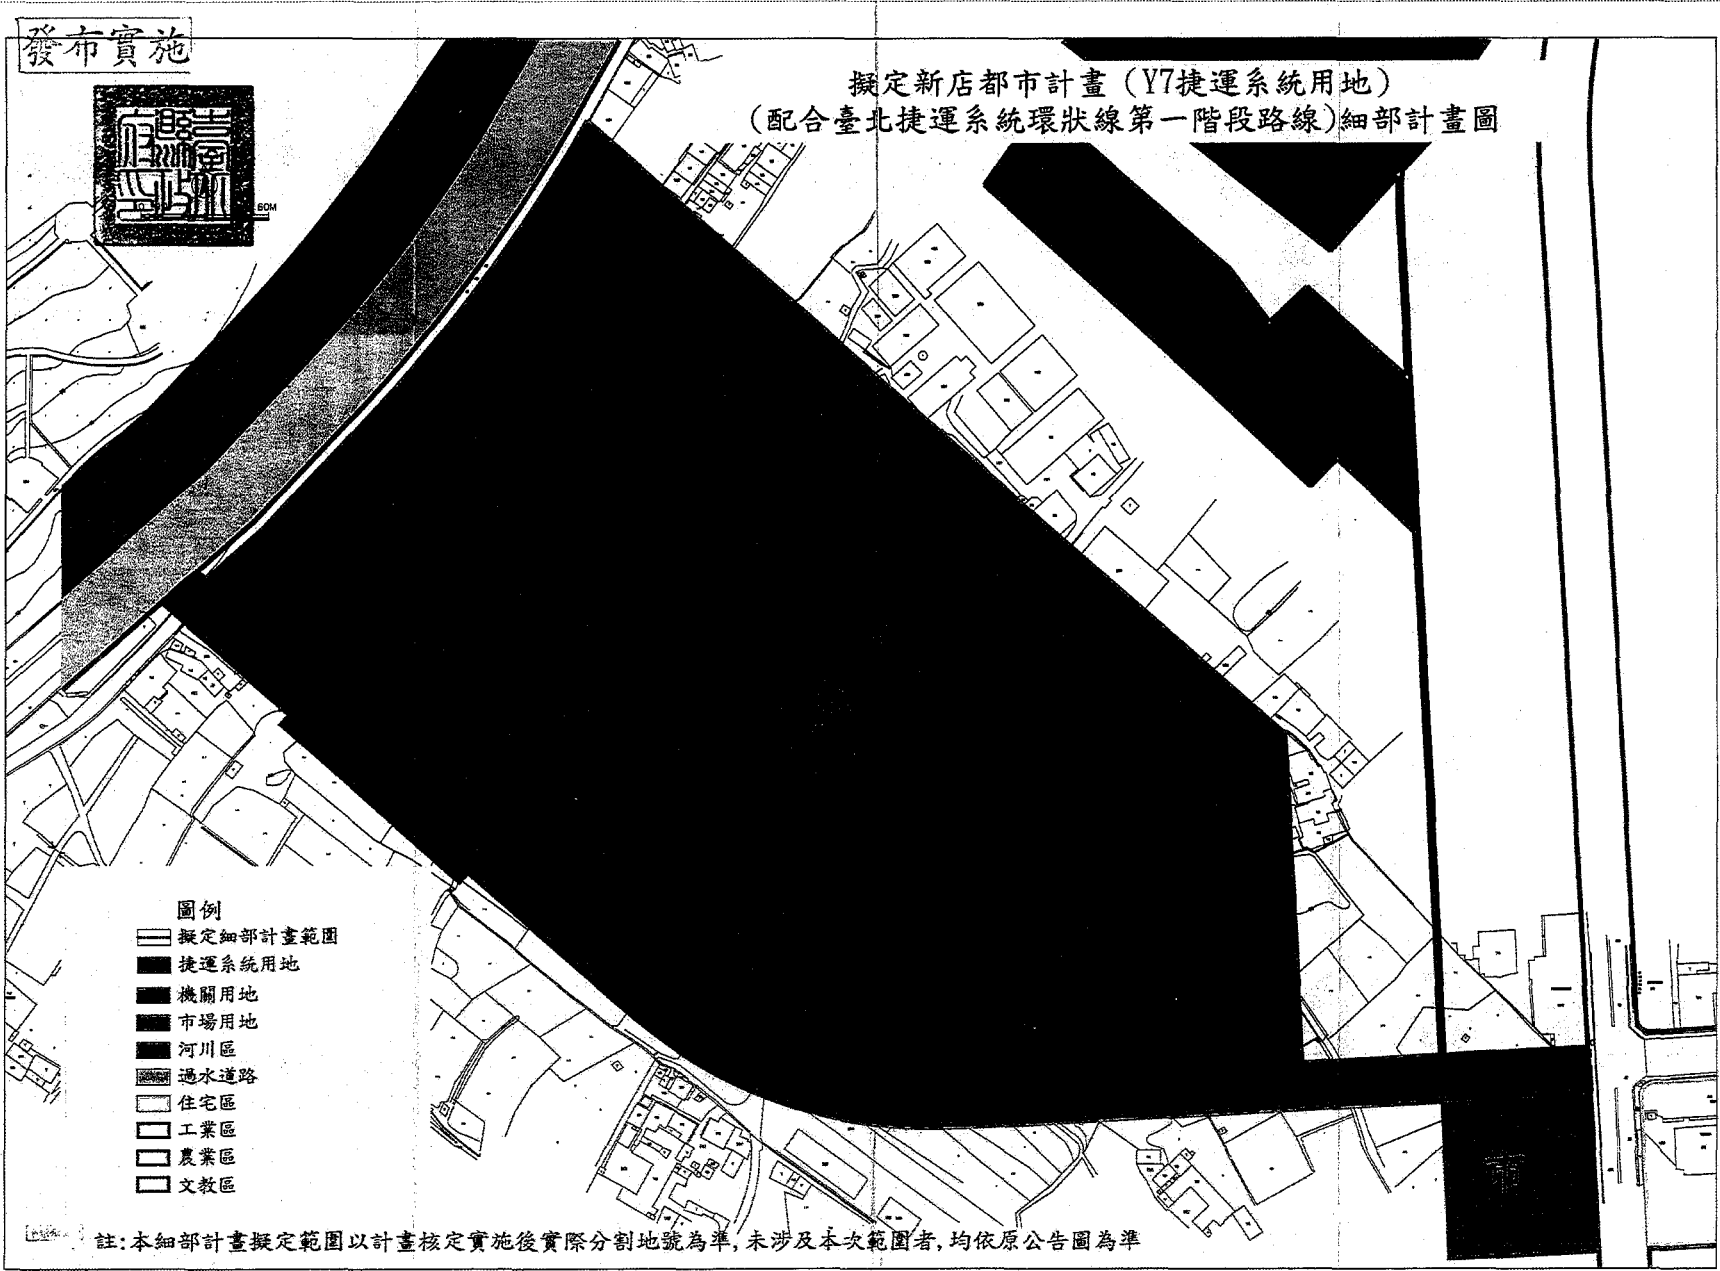 發布實施
擬定新店都市計畫(Y7捷運系統用地)
(配合臺北捷運系統環狀線第一階段路線)細部計畫圖
60M
圖例
擬定細部計畫範圍
捷運系統用地
機關用地
市場用地
河川區
過水道路
住宅區
工業區
農業區
文教區
市
註:本細部計畫擬定範圍以計畫核定實施後實際分割地號為準,未涉及本次範圍者,均依原公告圖為準